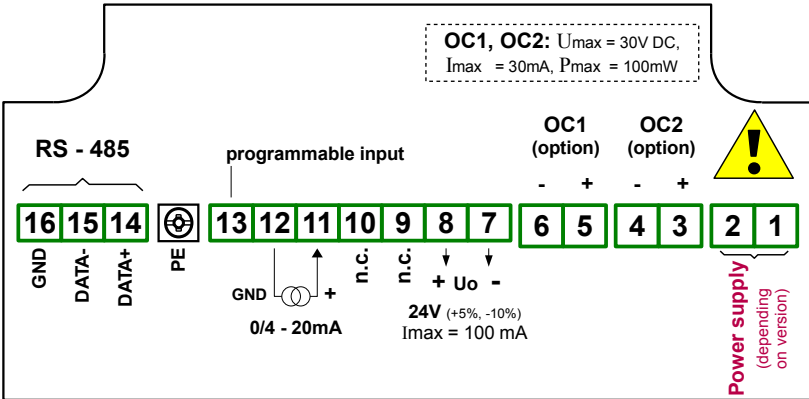 OC1, OC2: Umax = 30V DC,
Imax = 30mA, Pmax = 100mW
RS - 485
programmable input
OC1
(option)
OC2
(option)
- +
- +
16 15 14
13 12 11 10 9 8 7
6 5
4 3
2 1
GND
DATA-
DATA+
PE
GND
+
0/4 - 20mA
n.c.
n.c.
+ Uo -
24V (+5%, -10%)
Imax = 100 mA
Power supply
(depending
on version)